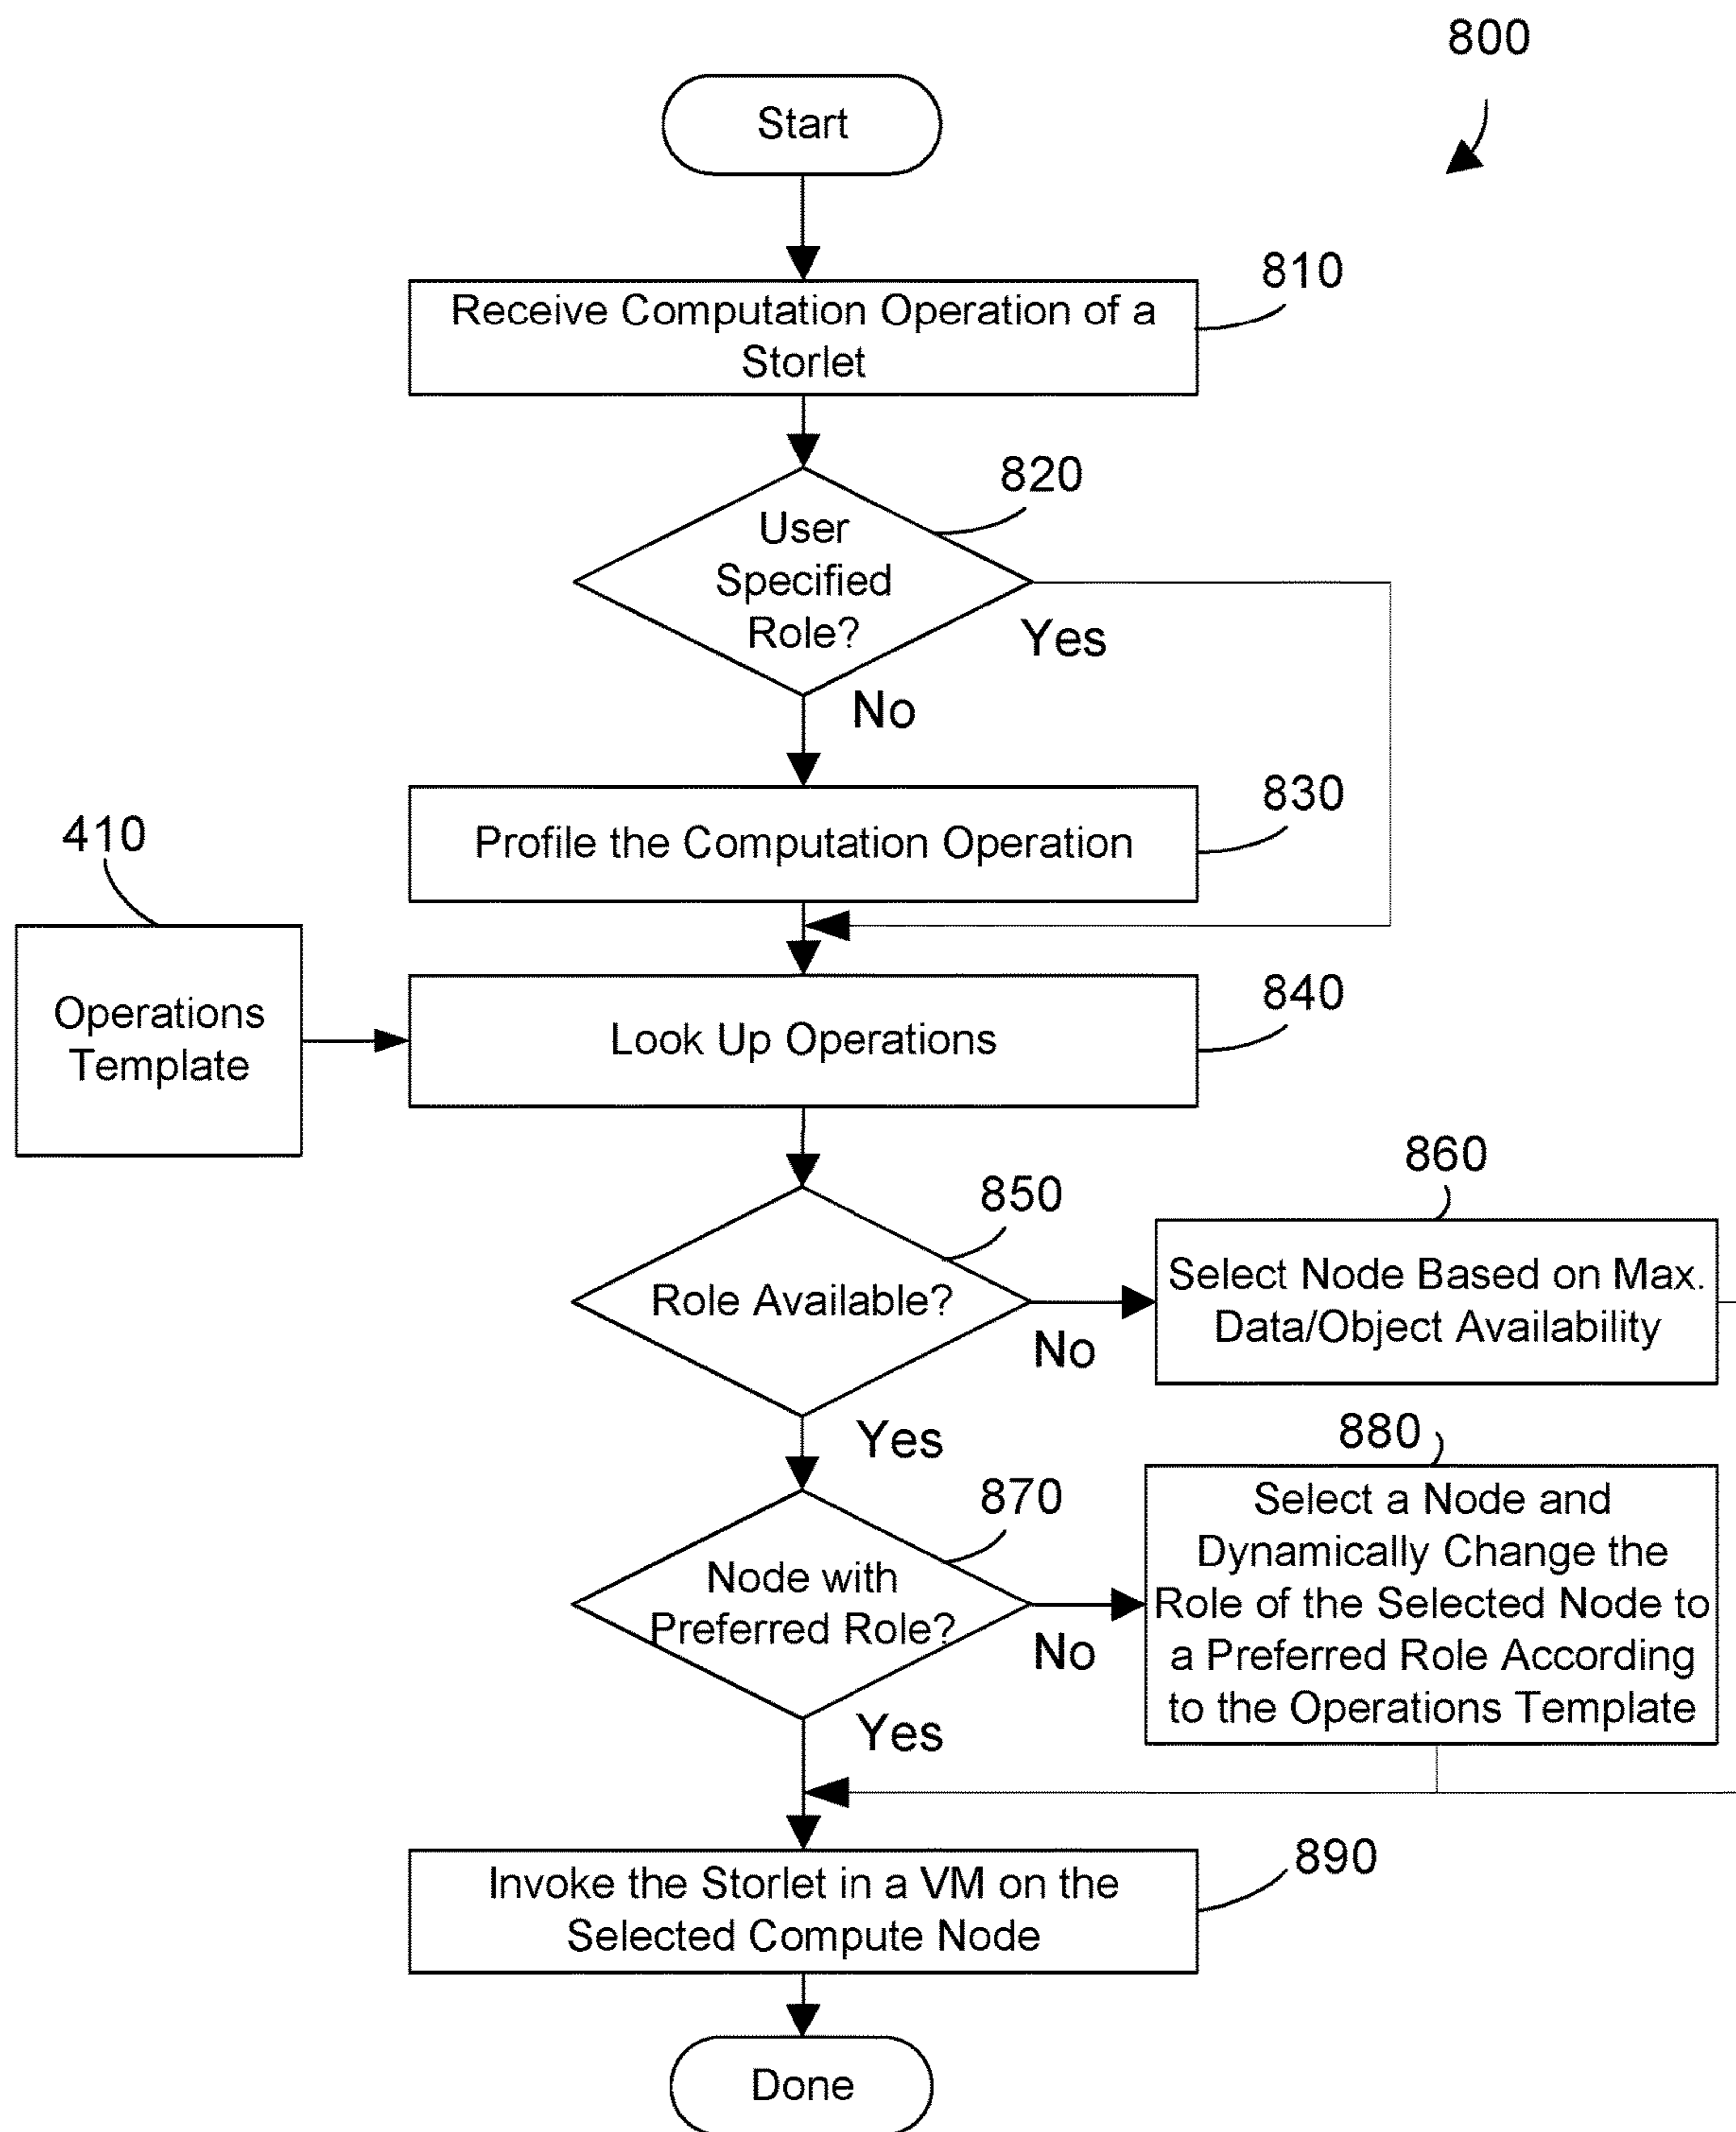 800
Start
810
Receive Computation Operation of a
Storlet
820
User
Specified
Role?
Yes
No
830
Profile the Computation Operation
410
Operations
Template
840
Look Up Operations
850
Role Available?
No
Yes
860
Select Node Based on Max.
Data/Object Availability
870
Node with
Preferred Role?
No
Yes
880
Select a Node and
Dynamically Change the
Role of the Selected Node to
a Preferred Role According
to the Operations Template
890
Invoke the Storlet in a VM on the
Selected Compute Node
Done